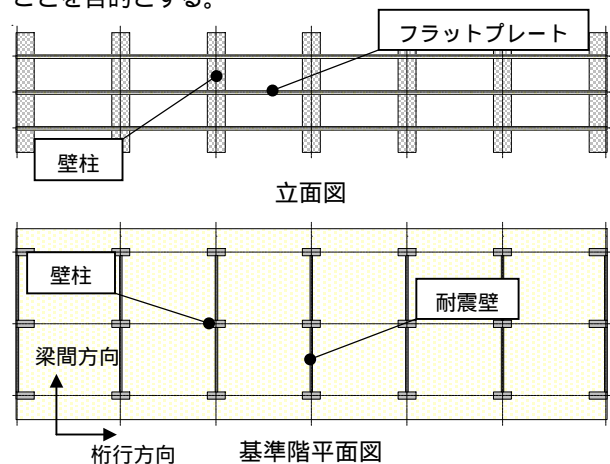 ことを目的とする。
フラットプレート
壁柱
立面図
壁柱
耐震壁
梁間方向
桁行方向
基準階平面図